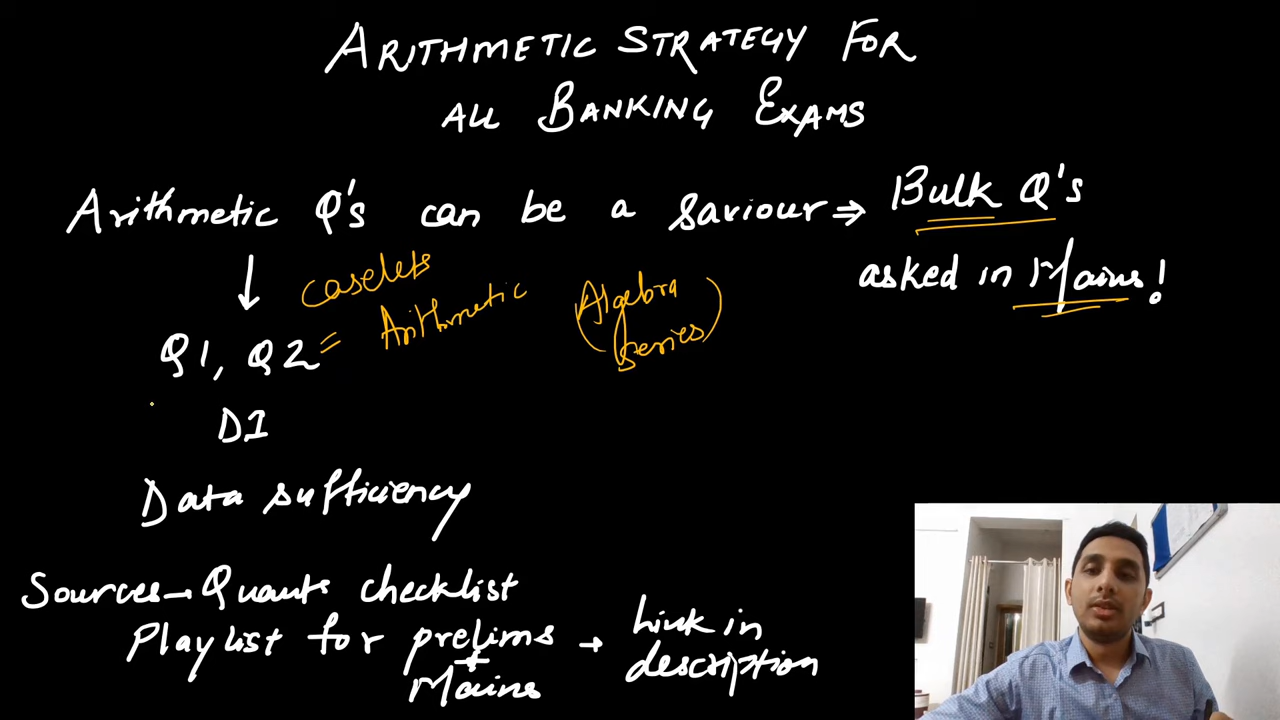 ARITHMETIC STRATEGY FOR
ALL BANKING EXAMS
Arithmetic Q's can be a saviour ⇒ Bulk Q's
asked in Mains!
caselets
Q1, Q2 = Arithmetic (Algebra
series)
DI
Data sufficiency
Sources → Quants checklist
Playlist for prelims → Link in
+ description
Mains